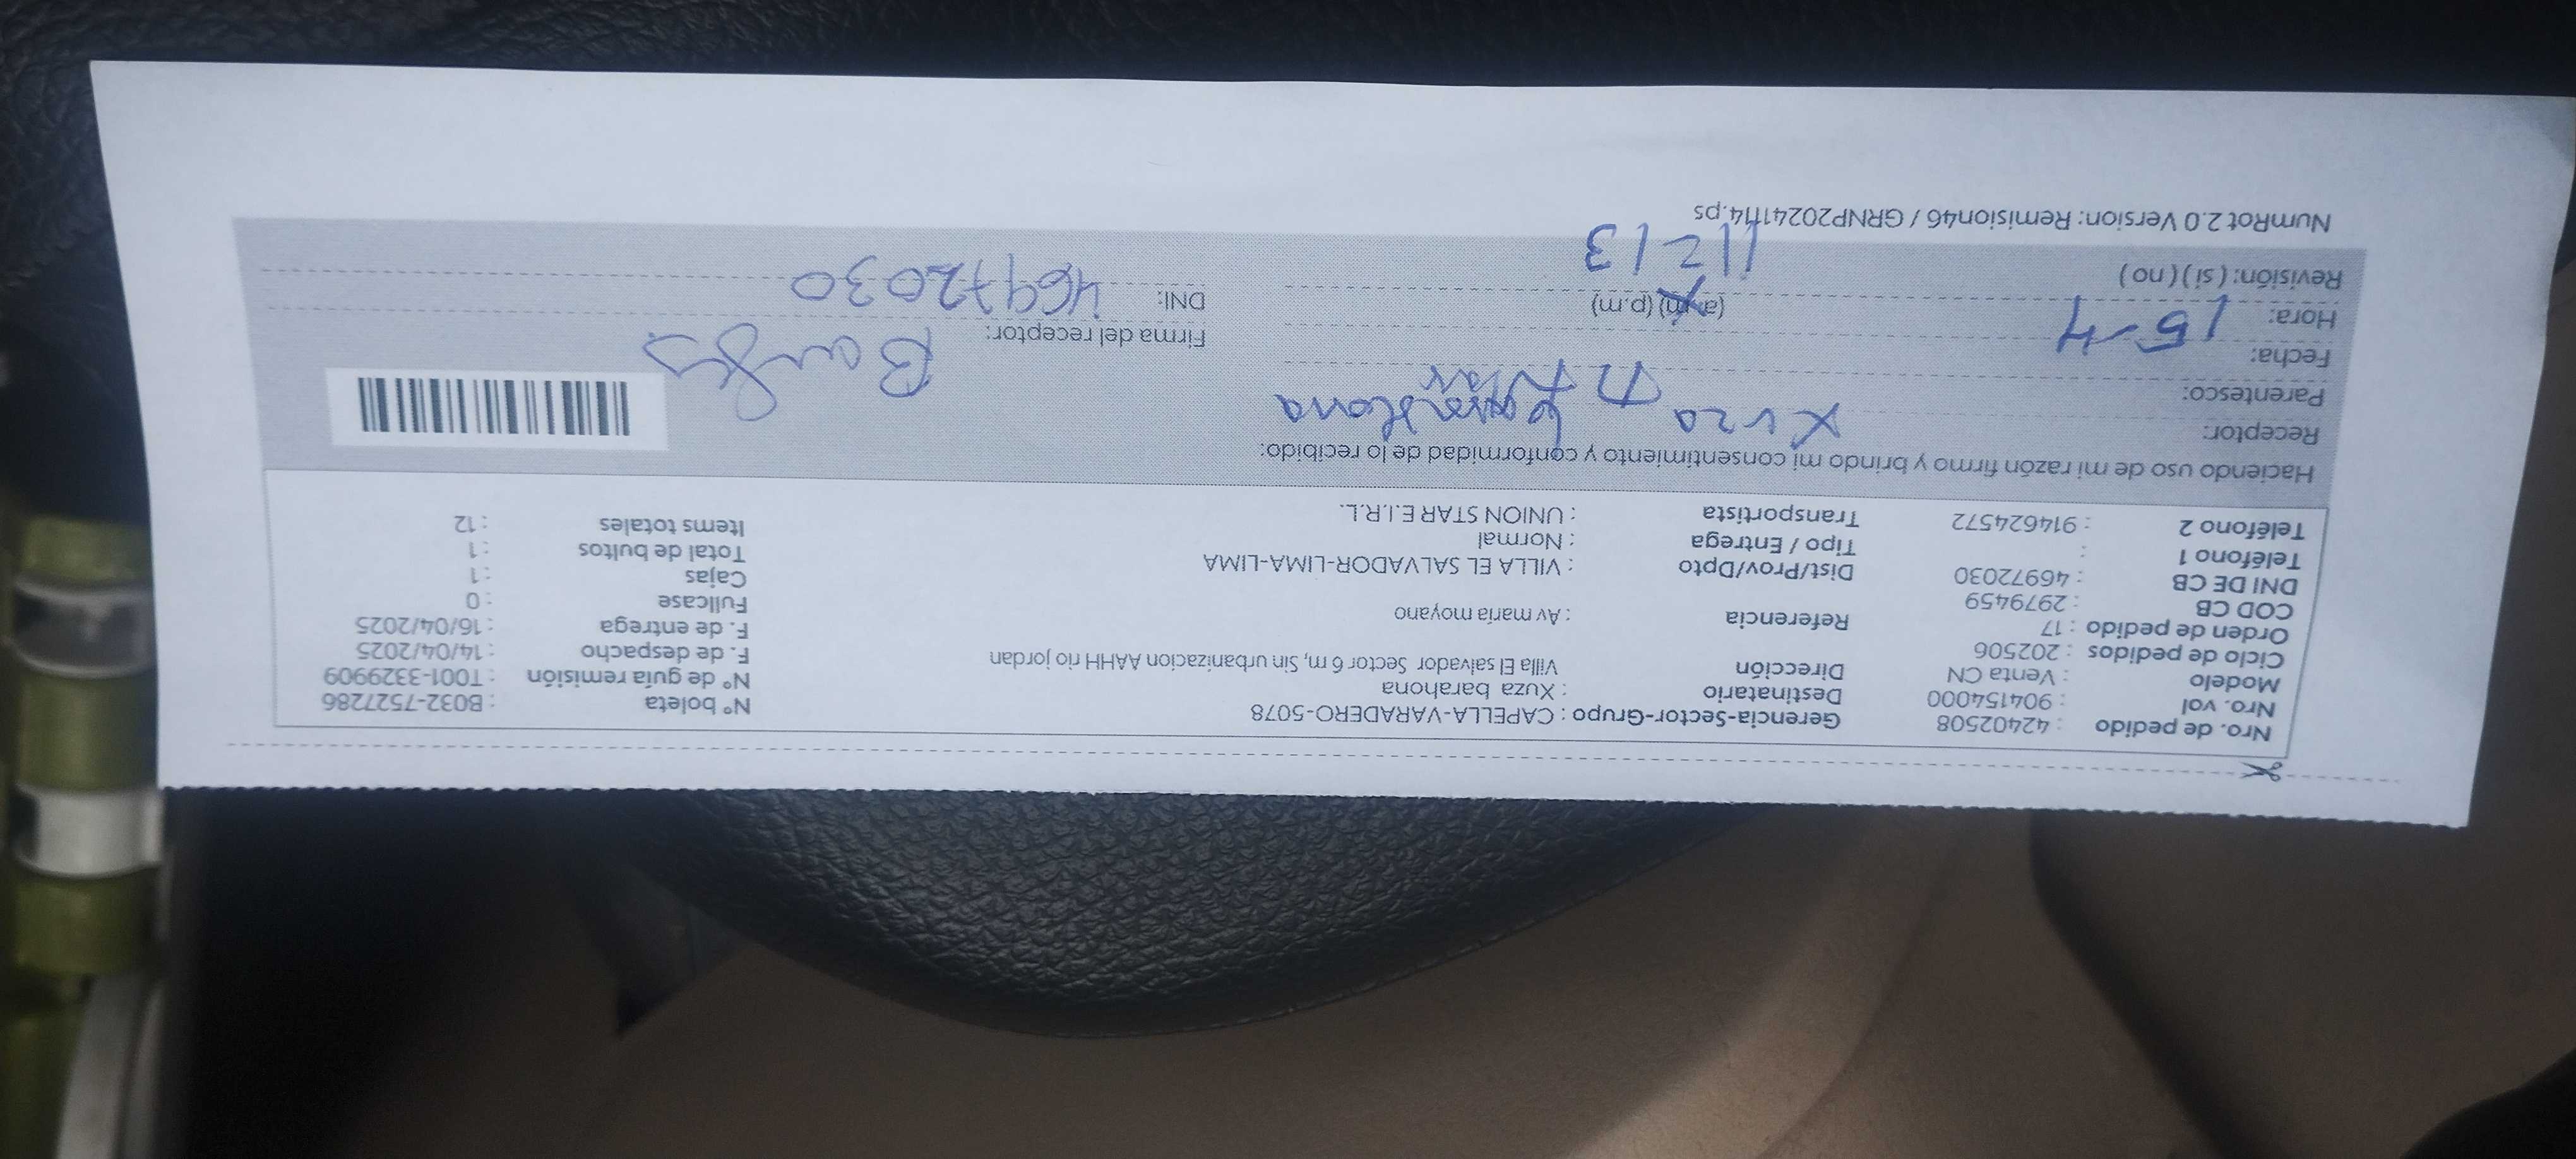 Nro. de pedido : 42402508
Nro. vol : 904154000
Modelo : Venta CN
Ciclo de pedidos : 202506
Orden de pedido : 17
COD CB : 2979459
DNI DE CB : 46972030
Teléfono 1 :
Teléfono 2 : 914624572
Gerencia-Sector-Grupo : CAPELLA-VARADERO-5078
Destinatario : Xuza barahona
Dirección Villa El salvador Sector 6 m, Sin urbanizacion AAHH rio jordan
Referencia : Av maría moyano
Dist/Prov/Dpto : VILLA EL SALVADOR-LIMA-LIMA
Tipo / Entrega : Normal
Transportista : UNION STAR E.I.R.L.
N° boleta : B032-7527286
N° de guía remisión : T001-3329909
F. de despacho : 14/04/2025
F. de entrega : 16/04/2025
Fullcase : 0
Cajas : 1
Total de bultos : 1
Items totales : 12
Haciendo uso de mi razón firmo y brindo mi consentimiento y conformidad de lo recibido:
Receptor: Xuza
Parentesco:
Fecha: 15-4
Hora: (a.m) (p.m)
Revisión: ( si ) ( no ) 11=13
Firma del receptor:
DNI: 46972030
NumRot 2.0 Version: Remision46 / GRNP20241114.ps